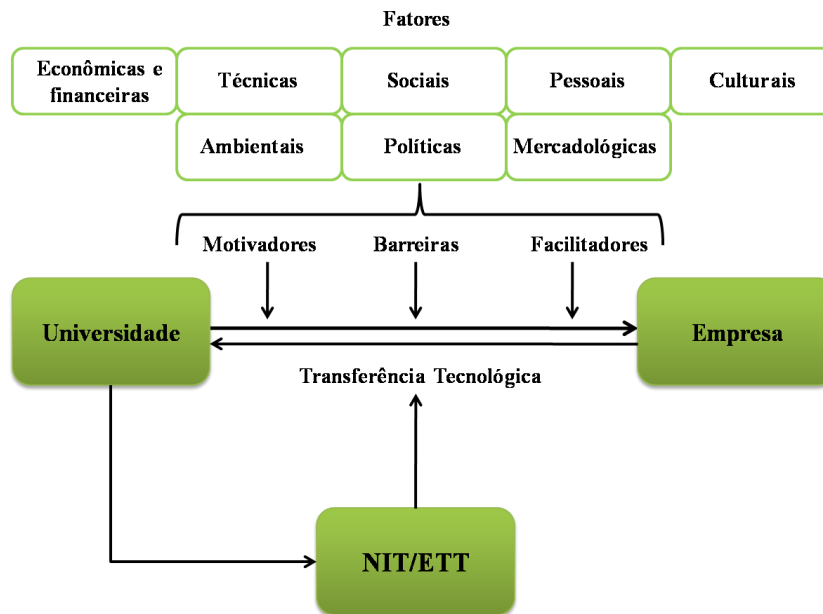 Fatores
Econômicas e
financeiras
Técnicas
Sociais
Pessoais
Culturais
Ambientais
Políticas
Mercadológicas
Motivadores
Barreiras
Facilitadores
Universidade
Empresa
Transferência Tecnológica
NIT/ETT